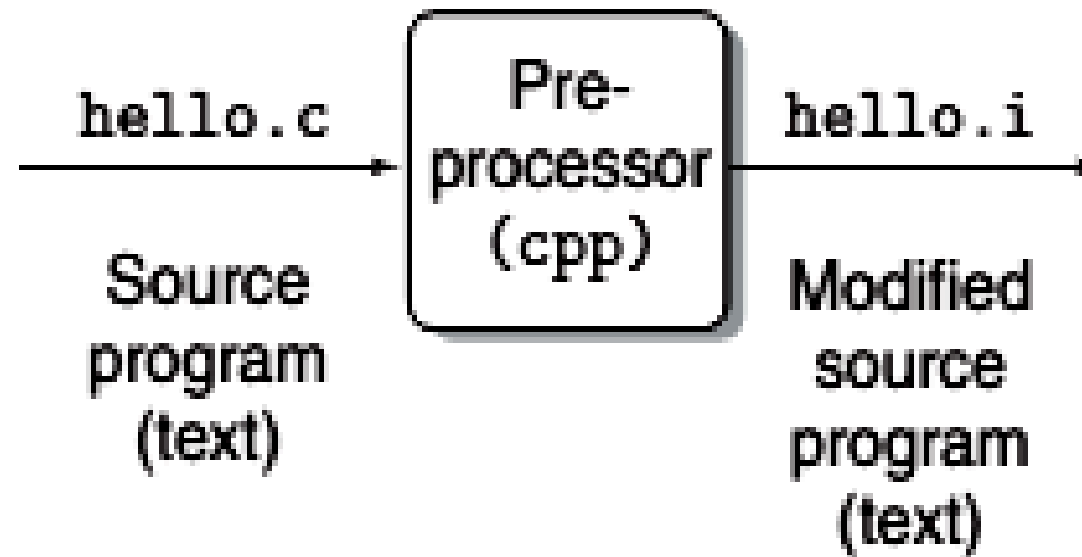 hello.c
Source
program
(text)
Pre-
processor
(cpp)
hello.i
Modified
source
program
(text)